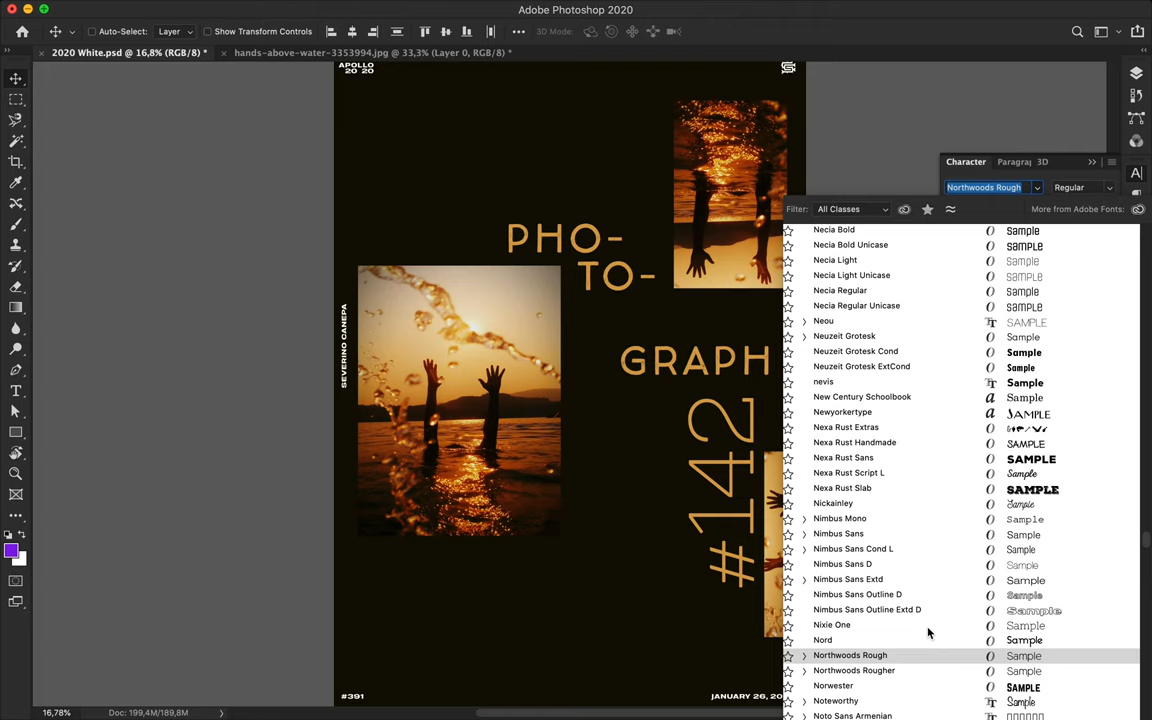 Adobe Photoshop 2020
Auto-Select:
Layer
Show Transform Controls
3D Mode:
2020 White.psd @ 16,8% (RGB/8) *
hands-above-water-3353994.jpg @ 33,3% (Layer 0, RGB/8) *
APOLLO
20 20
SEVERINO CANEPA
PHO-
TO-
GRAPH
#142
#391
JANUARY 26, 20
Character
Paragra
3D
Northwoods Rough
Regular
Filter:
All Classes
More from Adobe Fonts:
Necia Bold Sample
Necia Bold Unicase Sample
Necia Light Sample
Necia Light Unicase Sample
Necia Regular Sample
Necia Regular Unicase Sample
Neou SAMPLE
Neuzeit Grotesk Sample
Neuzeit Grotesk Cond Sample
Neuzeit Grotesk ExtCond Sample
nevis Sample
New Century Schoolbook Sample
Newyorkertype SAMPLE
Nexa Rust Extras
Nexa Rust Handmade SAMPLE
Nexa Rust Sans SAMPLE
Nexa Rust Script L Sample
Nexa Rust Slab SAMPLE
Nickainley Sample
Nimbus Mono Sample
Nimbus Sans Sample
Nimbus Sans Cond L Sample
Nimbus Sans D Sample
Nimbus Sans Extd Sample
Nimbus Sans Outline D Sample
Nimbus Sans Outline Extd D Sample
Nixie One Sample
Nord Sample
Northwoods Rough Sample
Northwoods Rougher Sample
Norwester SAMPLE
Noteworthy Sample
Noto Sans Armenian
16,78%
Doc: 199,4M/189,8M